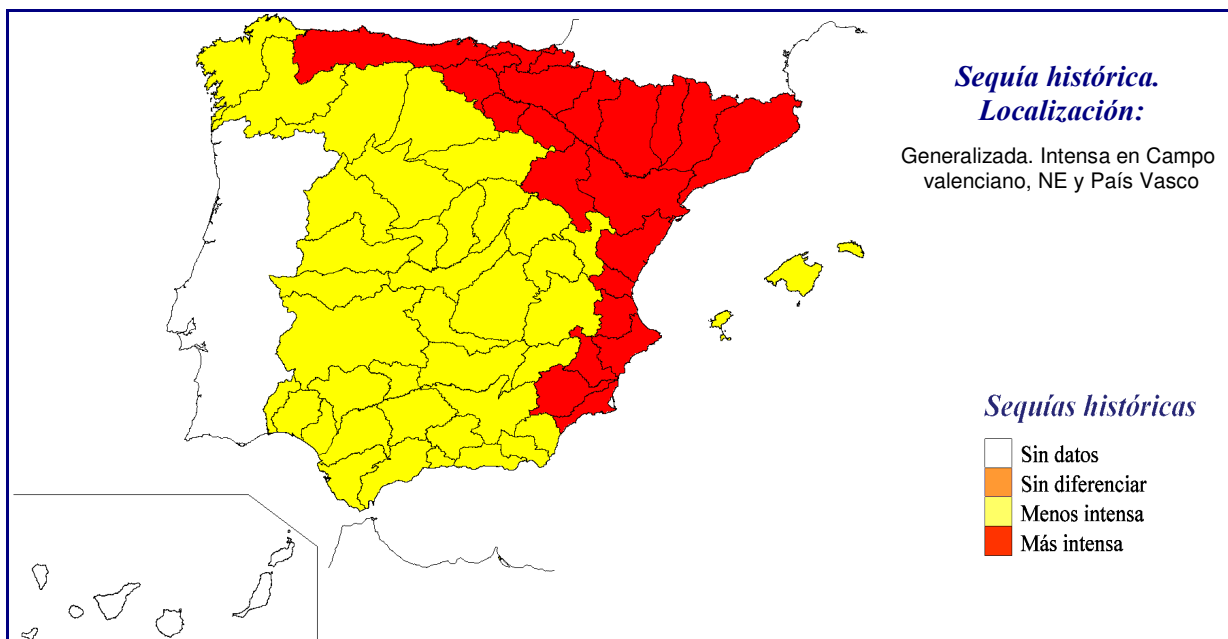 Sequía histórica.
Localización:
Generalizada. Intensa en Campo
valenciano, NE y País Vasco
Sequías históricas
Sin datos
Sin diferenciar
Menos intensa
Más intensa